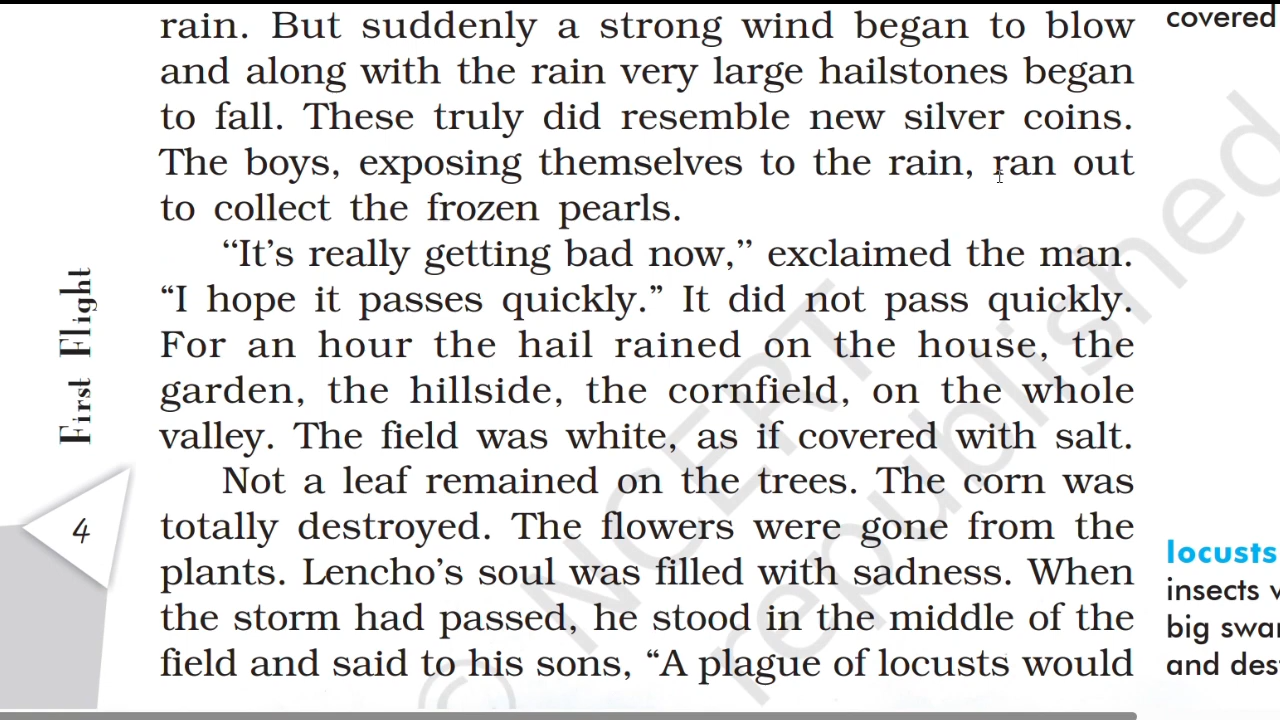 rain. But suddenly a strong wind began to blow
and along with the rain very large hailstones began
to fall. These truly did resemble new silver coins.
The boys, exposing themselves to the rain, ran out
to collect the frozen pearls.
“It’s really getting bad now,’’ exclaimed the man.
“I hope it passes quickly.” It did not pass quickly.
For an hour the hail rained on the house, the
garden, the hillside, the cornfield, on the whole
valley. The field was white, as if covered with salt.
Not a leaf remained on the trees. The corn was
totally destroyed. The flowers were gone from the
plants. Lencho’s soul was filled with sadness. When
the storm had passed, he stood in the middle of the
field and said to his sons, “A plague of locusts would
covered
locusts
insects
big
and
First Flight
4
© NCERT
republished